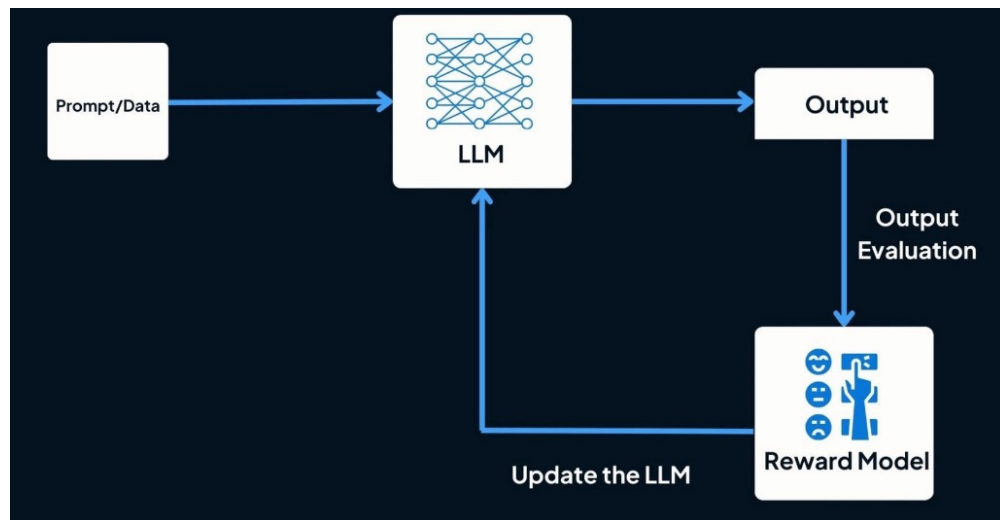 Prompt/Data
LLM
Output
Output
Evaluation
Reward Model
Update the LLM